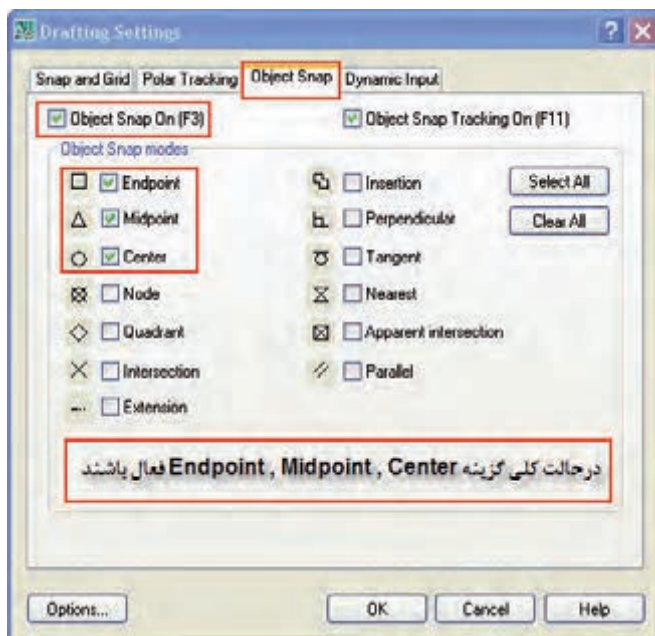 Drafting Settings
Snap and Grid Polar Tracking Object Snap Dynamic Input
Object Snap On (F3) Object Snap Tracking On (F11)
Object Snap modes
Endpoint Insertion Select All
Midpoint Perpendicular Clear All
Center Tangent
Node Nearest
Quadrant Apparent intersection
Intersection Parallel
Extension
درحالت کلی گزینه Endpoint , Midpoint , Center فعال باشند
Options... OK Cancel Help